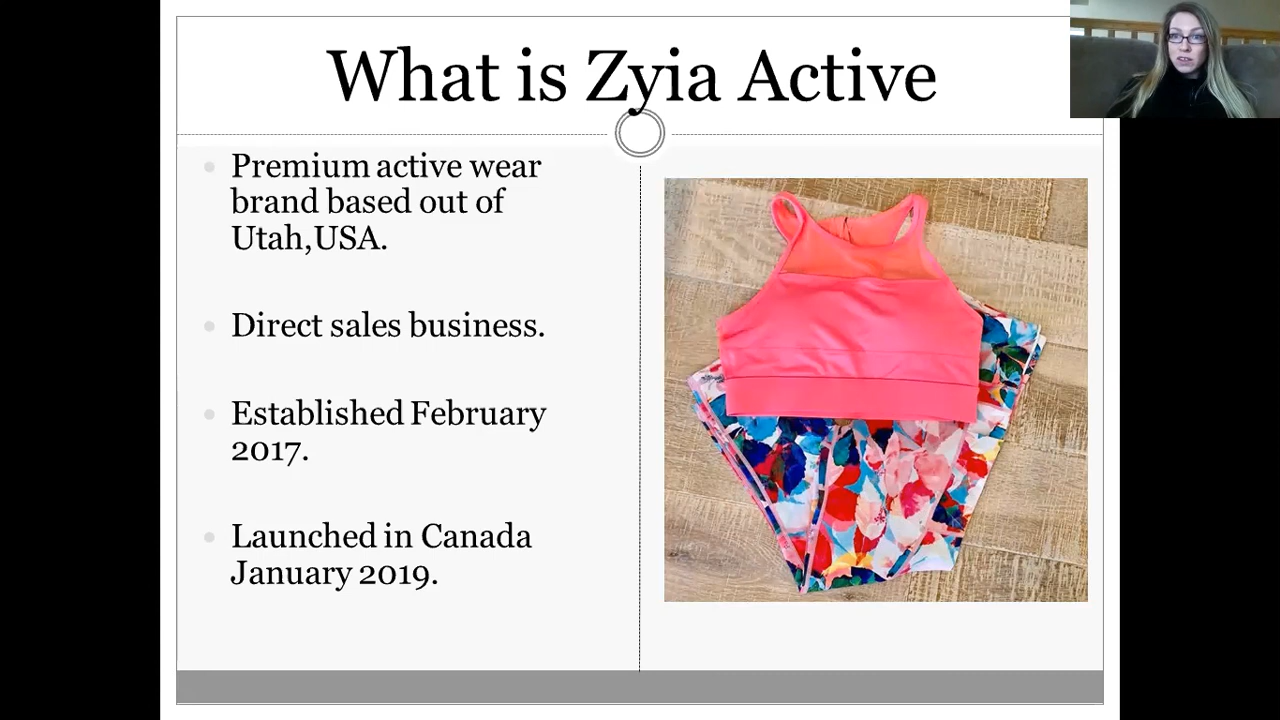 What is Zyia Active
Premium active wear
brand based out of
Utah,USA.
Direct sales business.
Established February
2017.
Launched in Canada
January 2019.